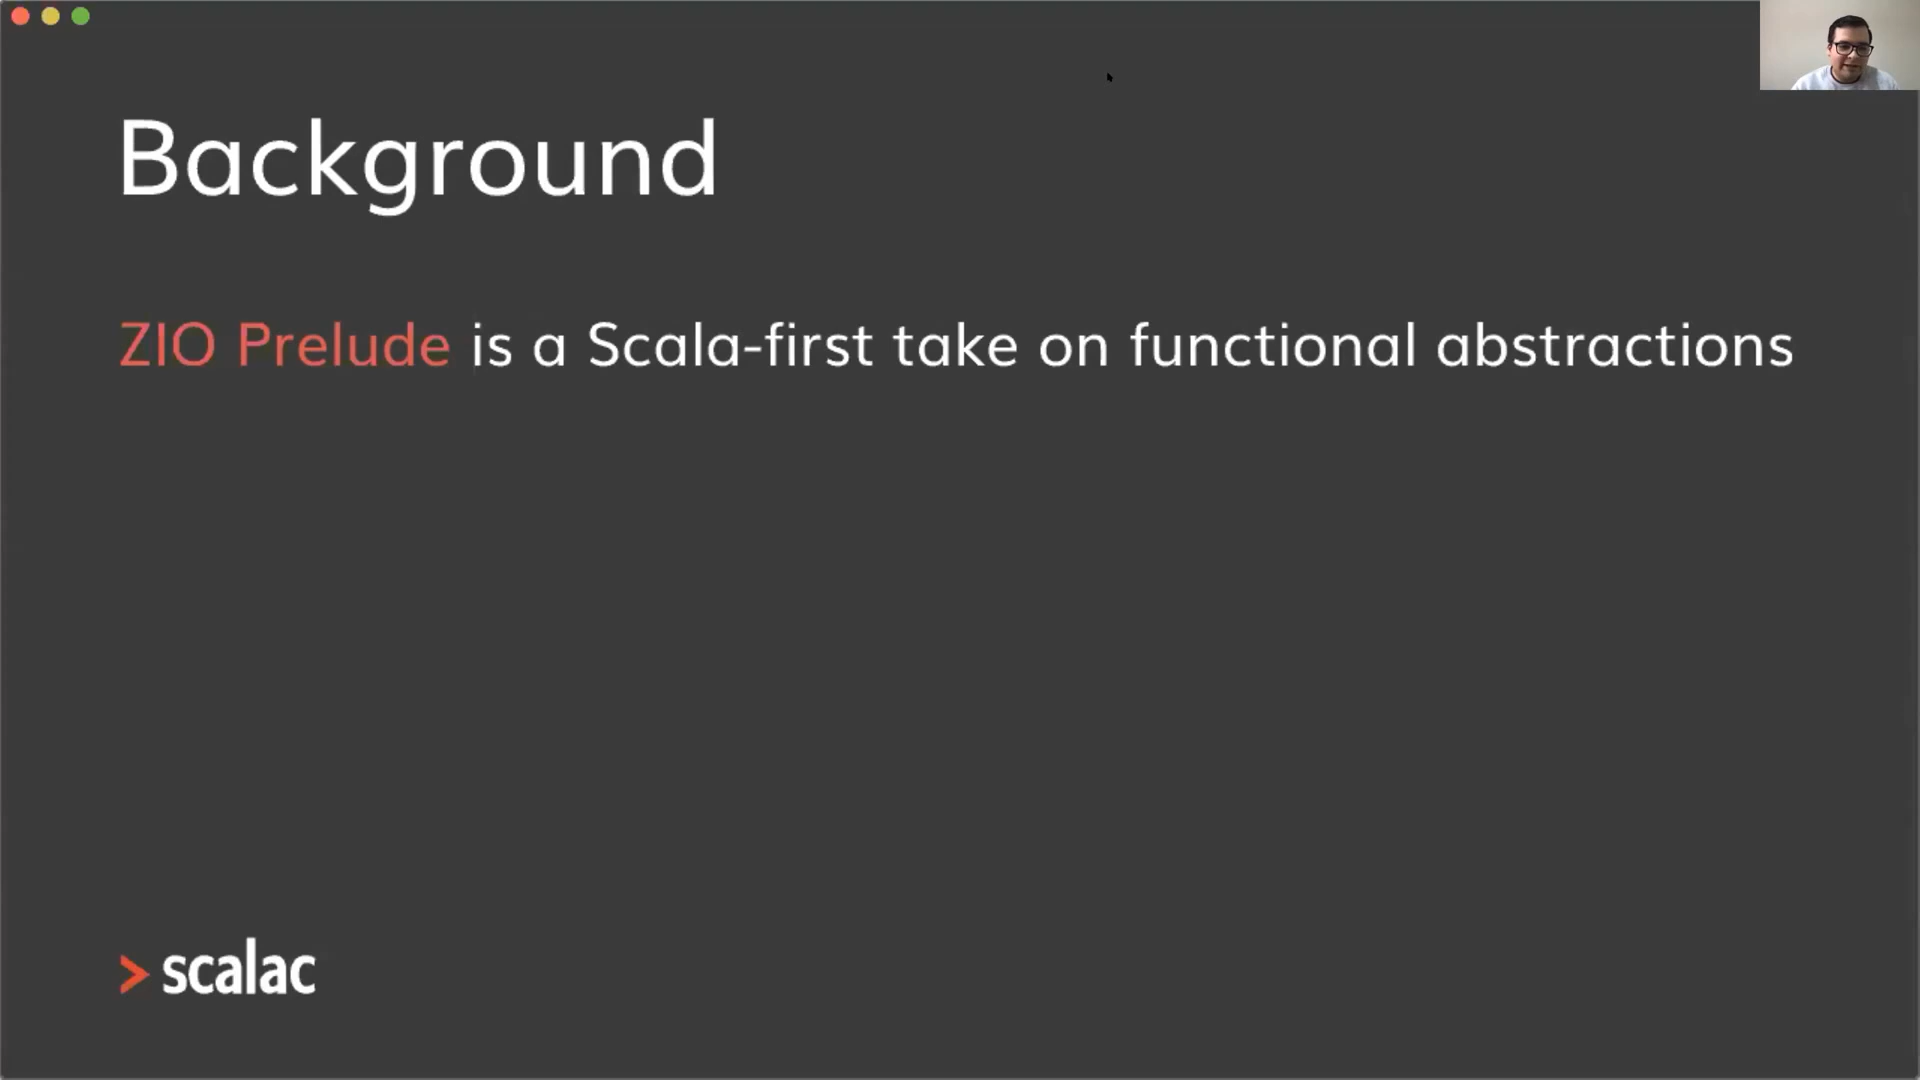 Background
ZIO Prelude is a Scala-first take on functional abstractions
> scalac